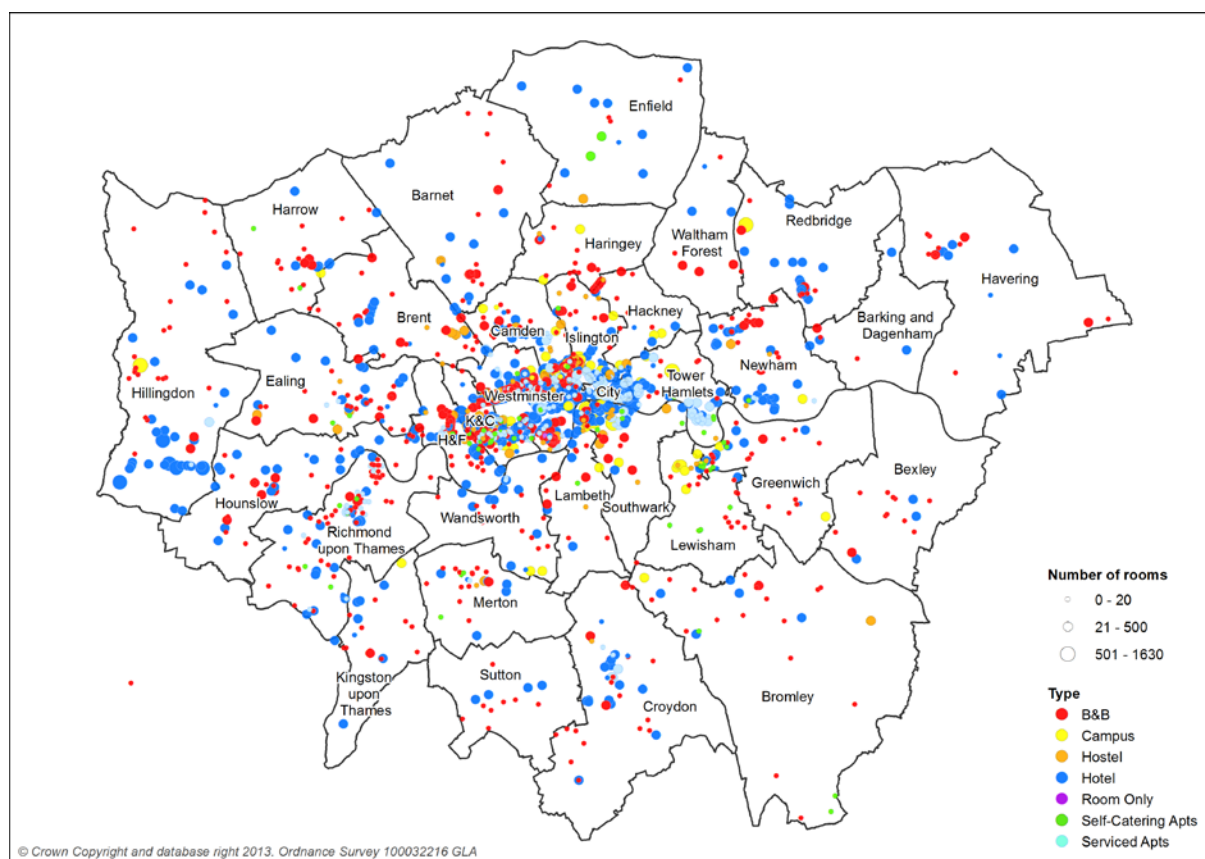 Enfield
Barnet
Harrow
Haringey
Waltham
Forest
Redbridge
Havering
Brent
Camden
Islington
Hackney
Barking and
Dagenham
Hillingdon
Ealing
Westminster
City
Tower
Hamlets
Newham
K&C
H&F
Hounslow
Richmond
upon Thames
Wandsworth
Lambeth
Southwark
Greenwich
Bexley
Lewisham
Merton
Kingston
upon
Thames
Sutton
Croydon
Bromley
Number of rooms
0 - 20
21 - 500
501 - 1630
Type
B&B
Campus
Hostel
Hotel
Room Only
Self-Catering Apts
Serviced Apts
© Crown Copyright and database right 2013. Ordnance Survey 100032216 GLA